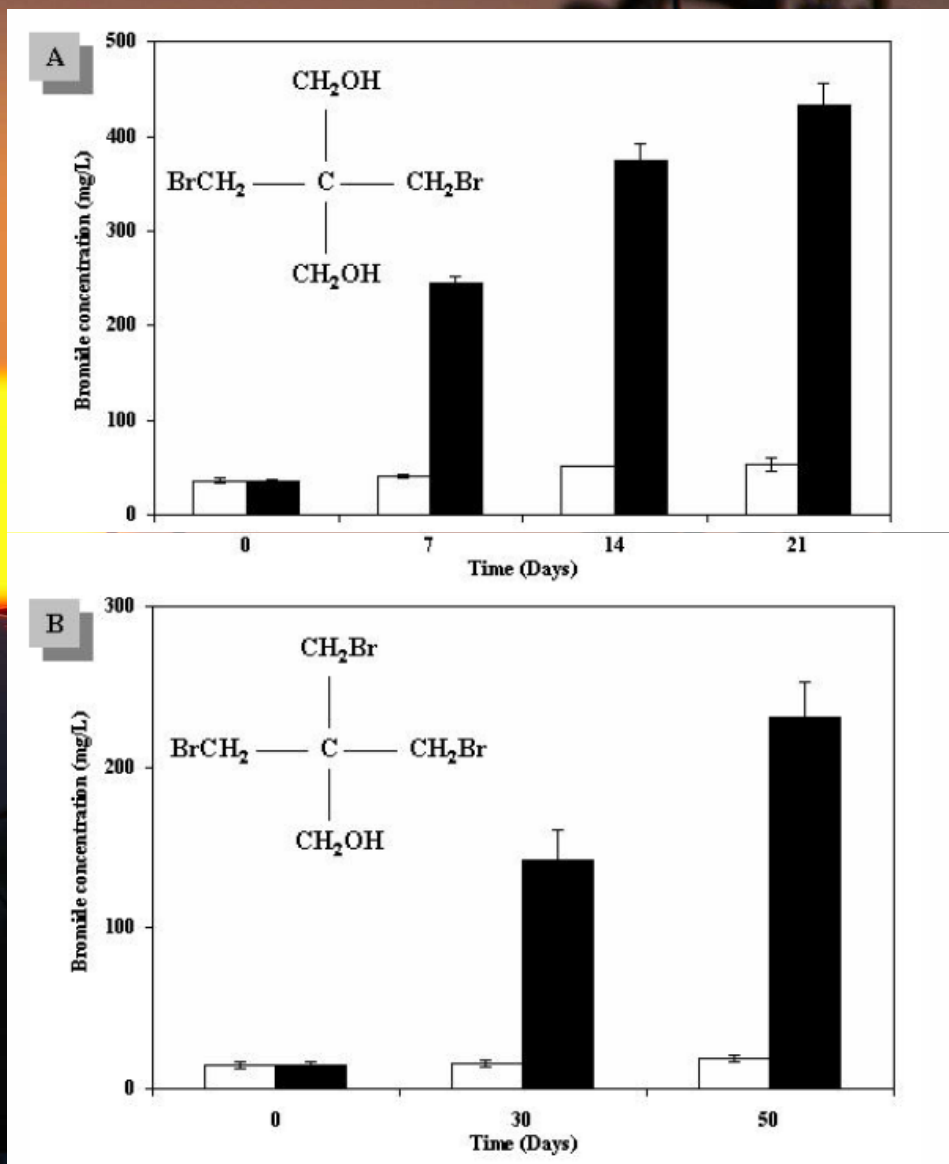 A
500
400
300
200
100
0
Bromide concentration (mg/L)
CH₂OH
BrCH₂ C CH₂Br
CH₂OH
0 7 14 21
Time (Days)
B
300
200
100
0
Bromide concentration (mg/L)
CH₂Br
BrCH₂ C CH₂Br
CH₂OH
0 30 50
Time (Days)